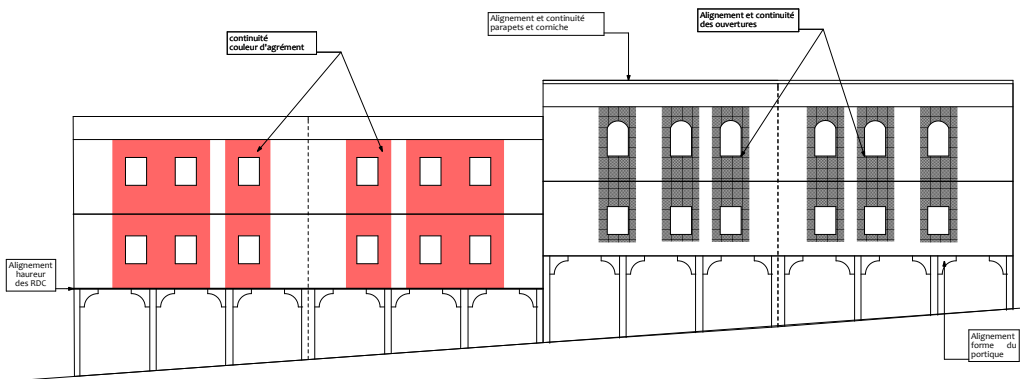 continuité
couleur d'agrément
Alignement et continuité
parapets et corniche
Alignement et continuité
des ouvertures
Alignement
haureur
des RDC
Alignement
forme du
portique